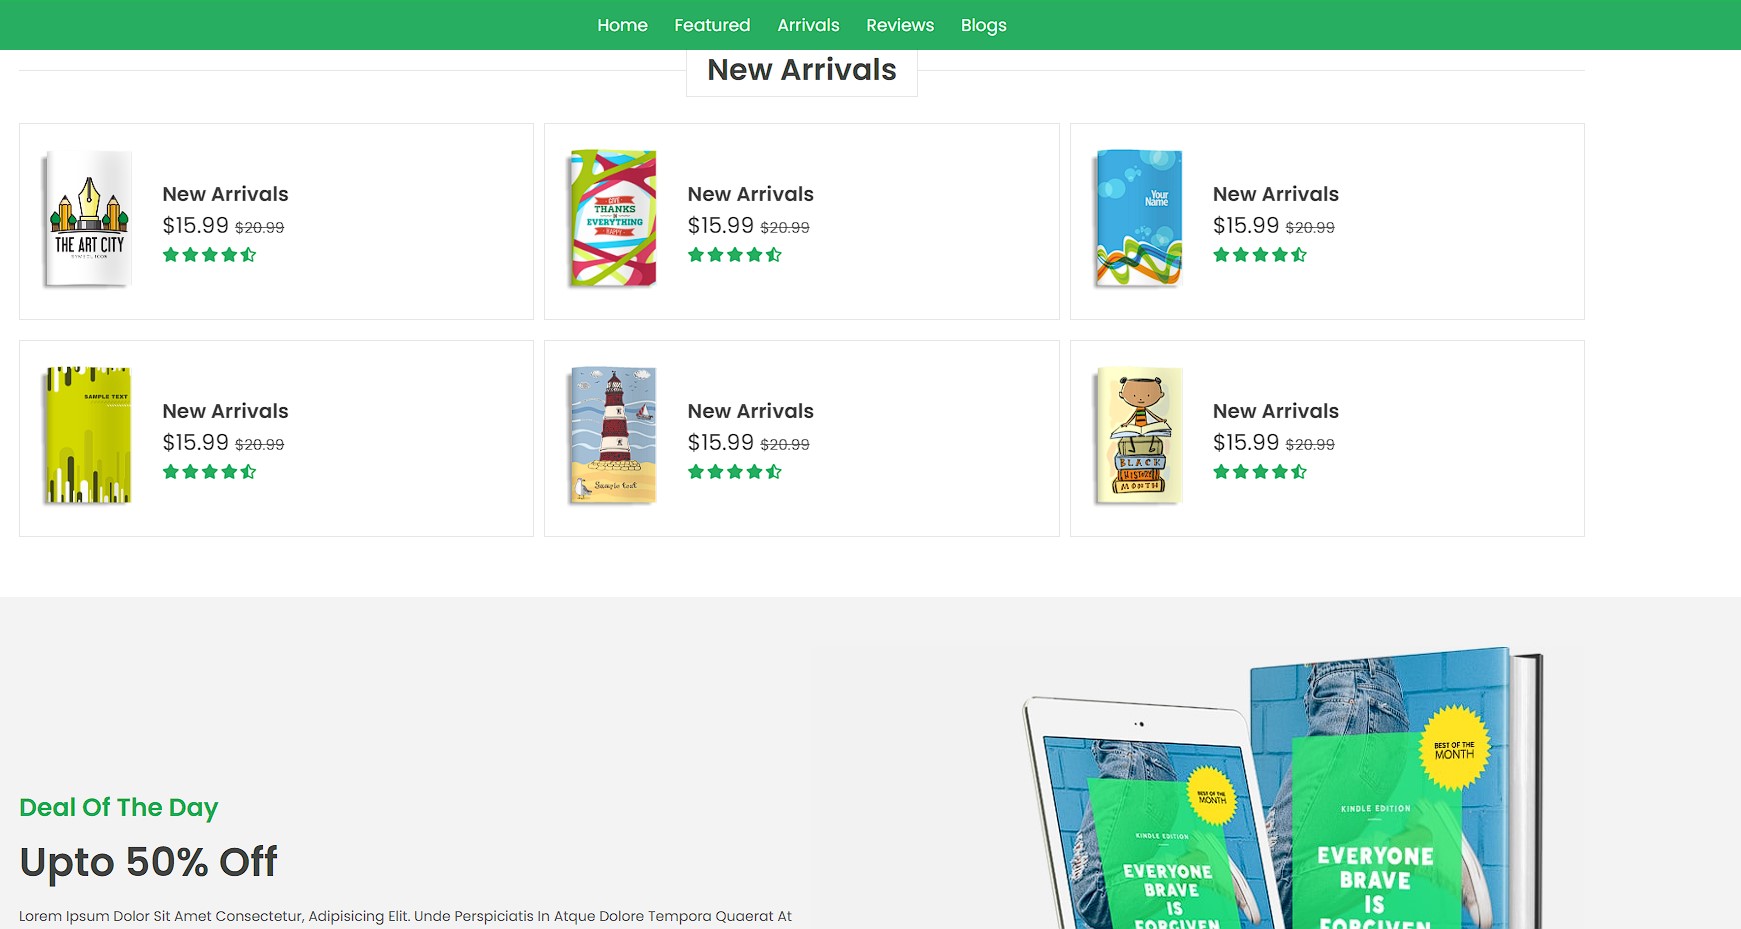 Home Featured Arrivals Reviews Blogs
New Arrivals
THE ART CITY
New Arrivals
$15.99 $20.99
GIVE
THANKS
IN
EVERYTHING
HAPPY
New Arrivals
$15.99 $20.99
Your
Name
New Arrivals
$15.99 $20.99
SAMPLE TEXT
New Arrivals
$15.99 $20.99
Sample text
New Arrivals
$15.99 $20.99
BLACK
HISTORY
MONTH
New Arrivals
$15.99 $20.99
Deal Of The Day
Upto 50% Off
Lorem Ipsum Dolor Sit Amet Consectetur, Adipisicing Elit. Unde Perspiciatis In Atque Dolore Tempora Quaerat At
BEST OF THE
MONTH
KINDLE EDITION
EVERYONE
BRAVE
IS
FORGIVEN
BEST OF THE
MONTH
KINDLE EDITION
EVERYONE
BRAVE
IS
FORGIVEN